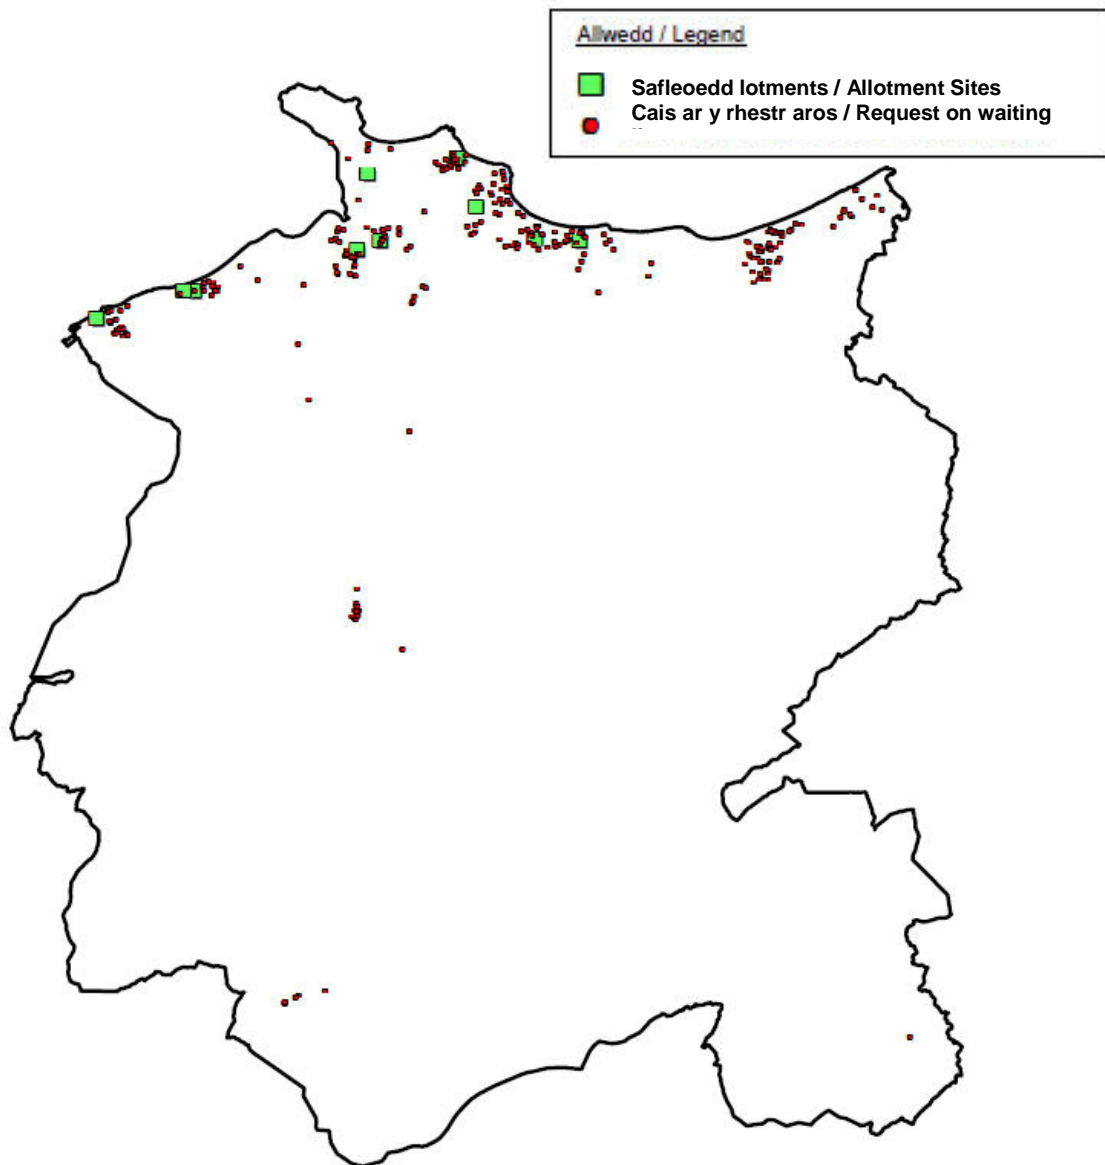 Allwedd / Legend
Safleoedd lotments / Allotment Sites
Cais ar y rhestr aros / Request on waiting